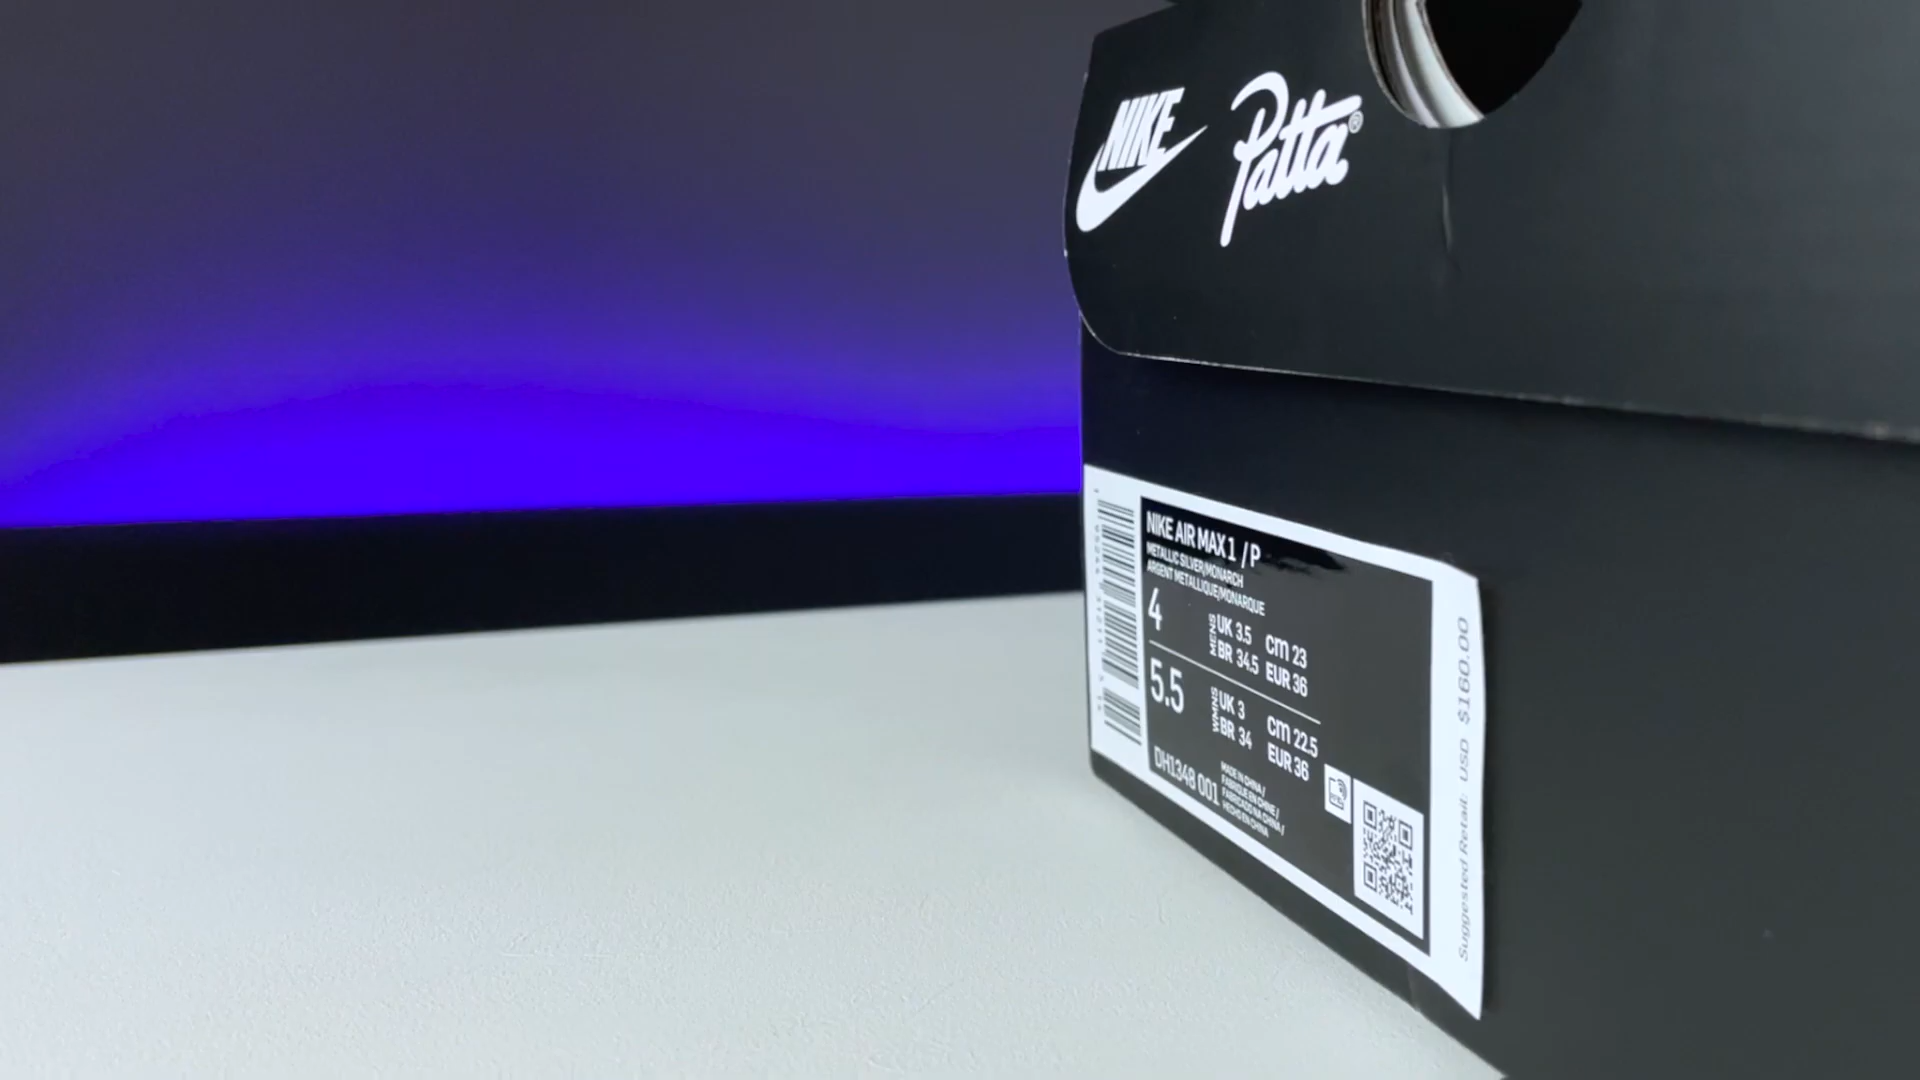 NIKE Patta®
NIKE AIR MAX 1 / P
METALLIC SILVER/MONARCH
ARGENT METALLIQUE/MONARQUE
4 MENS UK 3.5 cm 23
BR 34.5 EUR 36
5.5 WMNS UK 3 cm 22.5
BR 34 EUR 36
DH1348 001
MADE IN CHINA /
FABRIQUE EN CHINE /
FABRICADO NA CHINA /
HECHO EN CHINA
Suggested Retail: USD $160.00